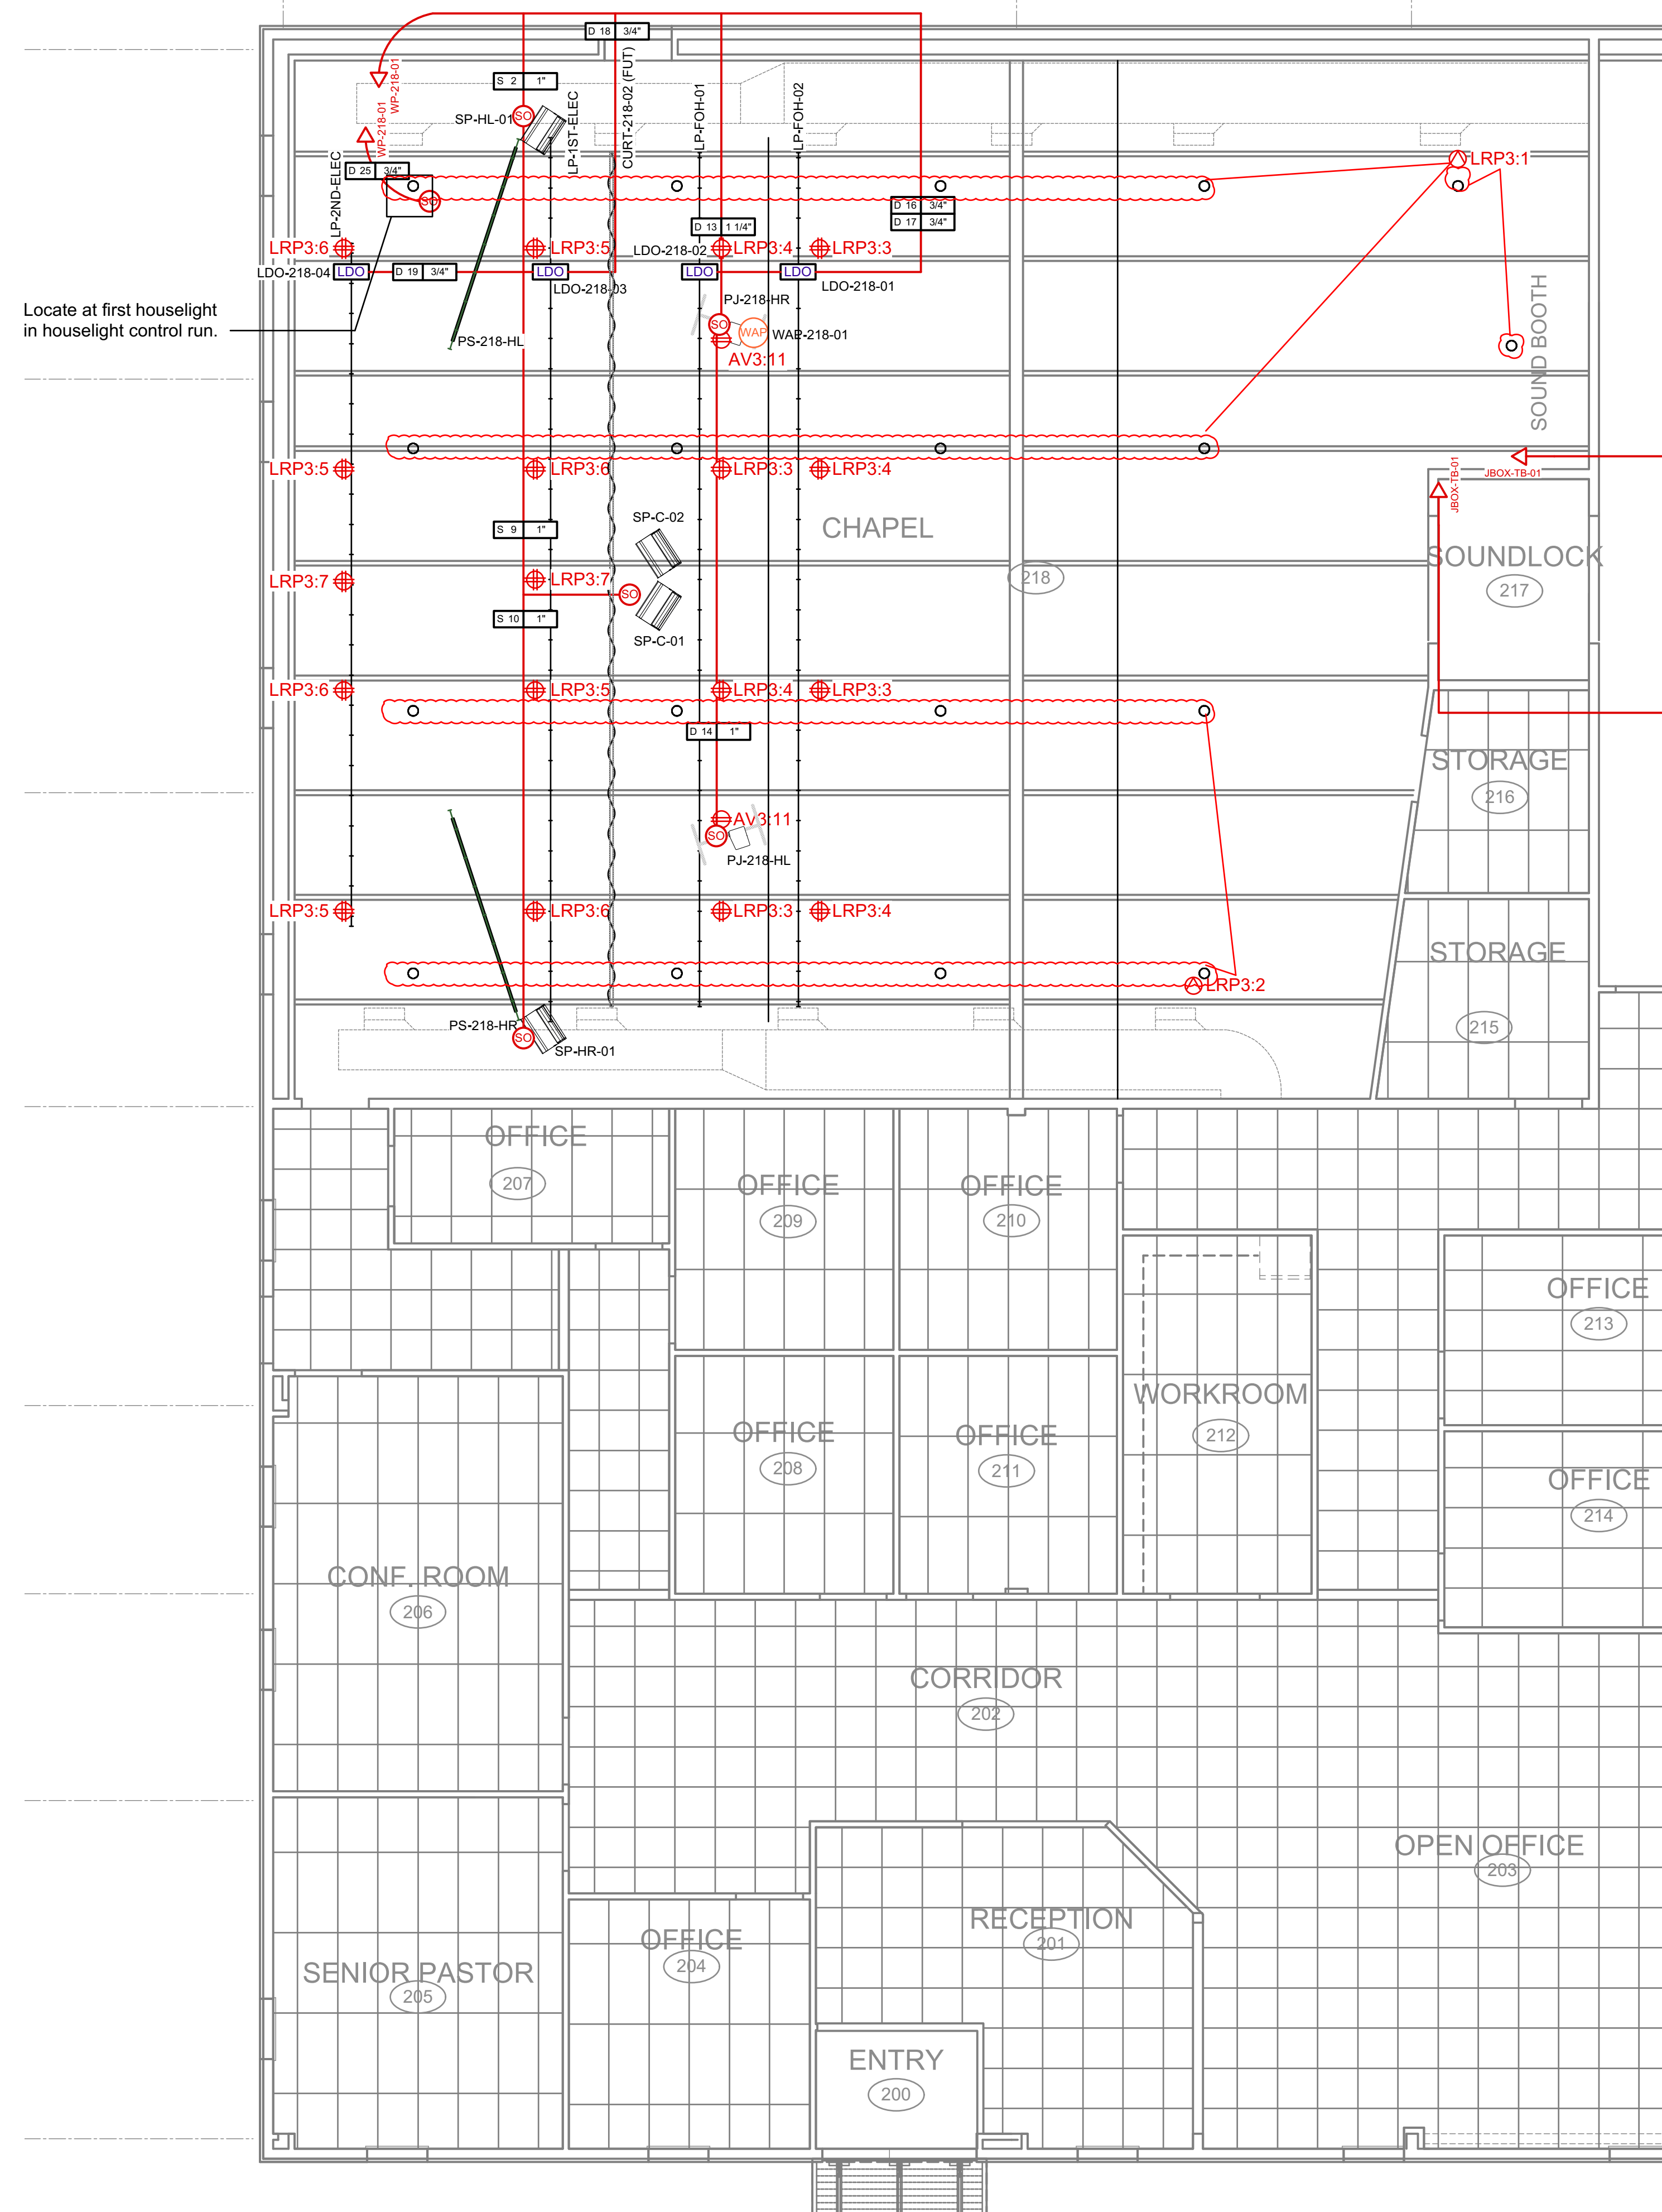 D 18 3/4"
WP-218-01
WP-218-01
S 2 1"
SP-HL-01
SO
LP-1ST-ELEC
CURT-218-02 (FUT)
LP-FOH-01
LP-FOH-02
LP-2ND-ELEC
D 25 3/4"
SO
LRP3:1
D 16 3/4"
D 17 3/4"
D 13 1 1/4"
LRP3:6
LRP3:5
LDO-218-02
LRP3:4
LRP3:3
LDO-218-04
LDO
D 19 3/4"
LDO
LDO
LDO
LDO-218-03
LDO-218-01
PJ-218-HR
Locate at first houselight
in houselight control run.
SO
WAP
WAP-218-01
PS-218-HL
AV3:11
SOUND BOOTH
LRP3:5
LRP3:6
LRP3:3
LRP3:4
JBOX-TB-01
JBOX-TB-01
SP-C-02
S 9 1"
CHAPEL
218
SOUNDLOCK
217
LRP3:7
LRP3:7
SO
S 10 1"
SP-C-01
LRP3:6
LRP3:5
LRP3:4
LRP3:3
D 14 1"
STORAGE
216
AV3:11
SO
PJ-218-HL
LRP3:5
LRP3:6
LRP3:3
LRP3:4
STORAGE
215
LRP3:2
PS-218-HR
SO
SP-HR-01
OFFICE
207
OFFICE
209
OFFICE
210
OFFICE
213
WORKROOM
212
OFFICE
208
OFFICE
211
OFFICE
214
CONF. ROOM
206
CORRIDOR
202
OPEN OFFICE
203
RECEPTION
201
OFFICE
204
SENIOR PASTOR
205
ENTRY
200